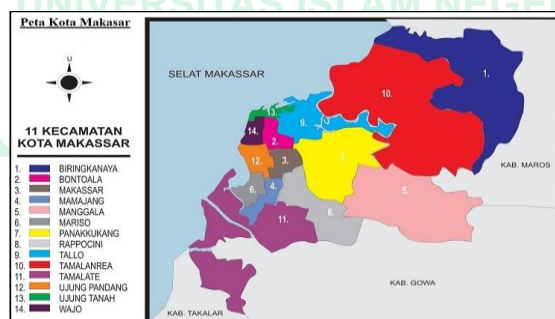 UNIVERSITAS ISLAM NEGERI
Peta Kota Makasar
U
11 KECAMATAN
KOTA MAKASSAR
1. BIRINGKANAYA
2. BONTOALA
3. MAKASSAR
4. MAMAJANG
5. MANGGALA
6. MARISO
7. PANAKKUKANG
8. RAPPOCINI
9. TALLO
10. TAMALANREA
11. TAMALATE
12. UJUNG PANDANG
13. UJUNG TANAH
14. WAJO
SELAT MAKASSAR
1.
10.
13.
9.
14.
2.
KAB. MAROS
12.
3.
7.
6.
4.
5.
11.
8.
KAB. GOWA
KAB. TAKALAR